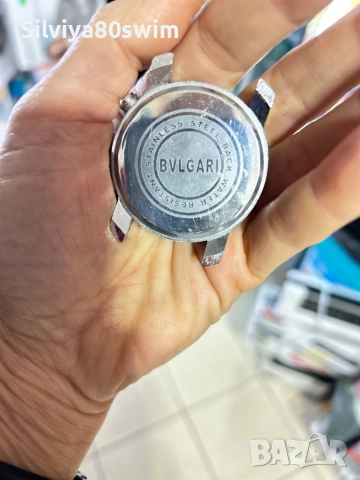 Silviya80swim
STAINLESS STEEL BACK WATER RESISTANT
BVLGARI
BAZAR